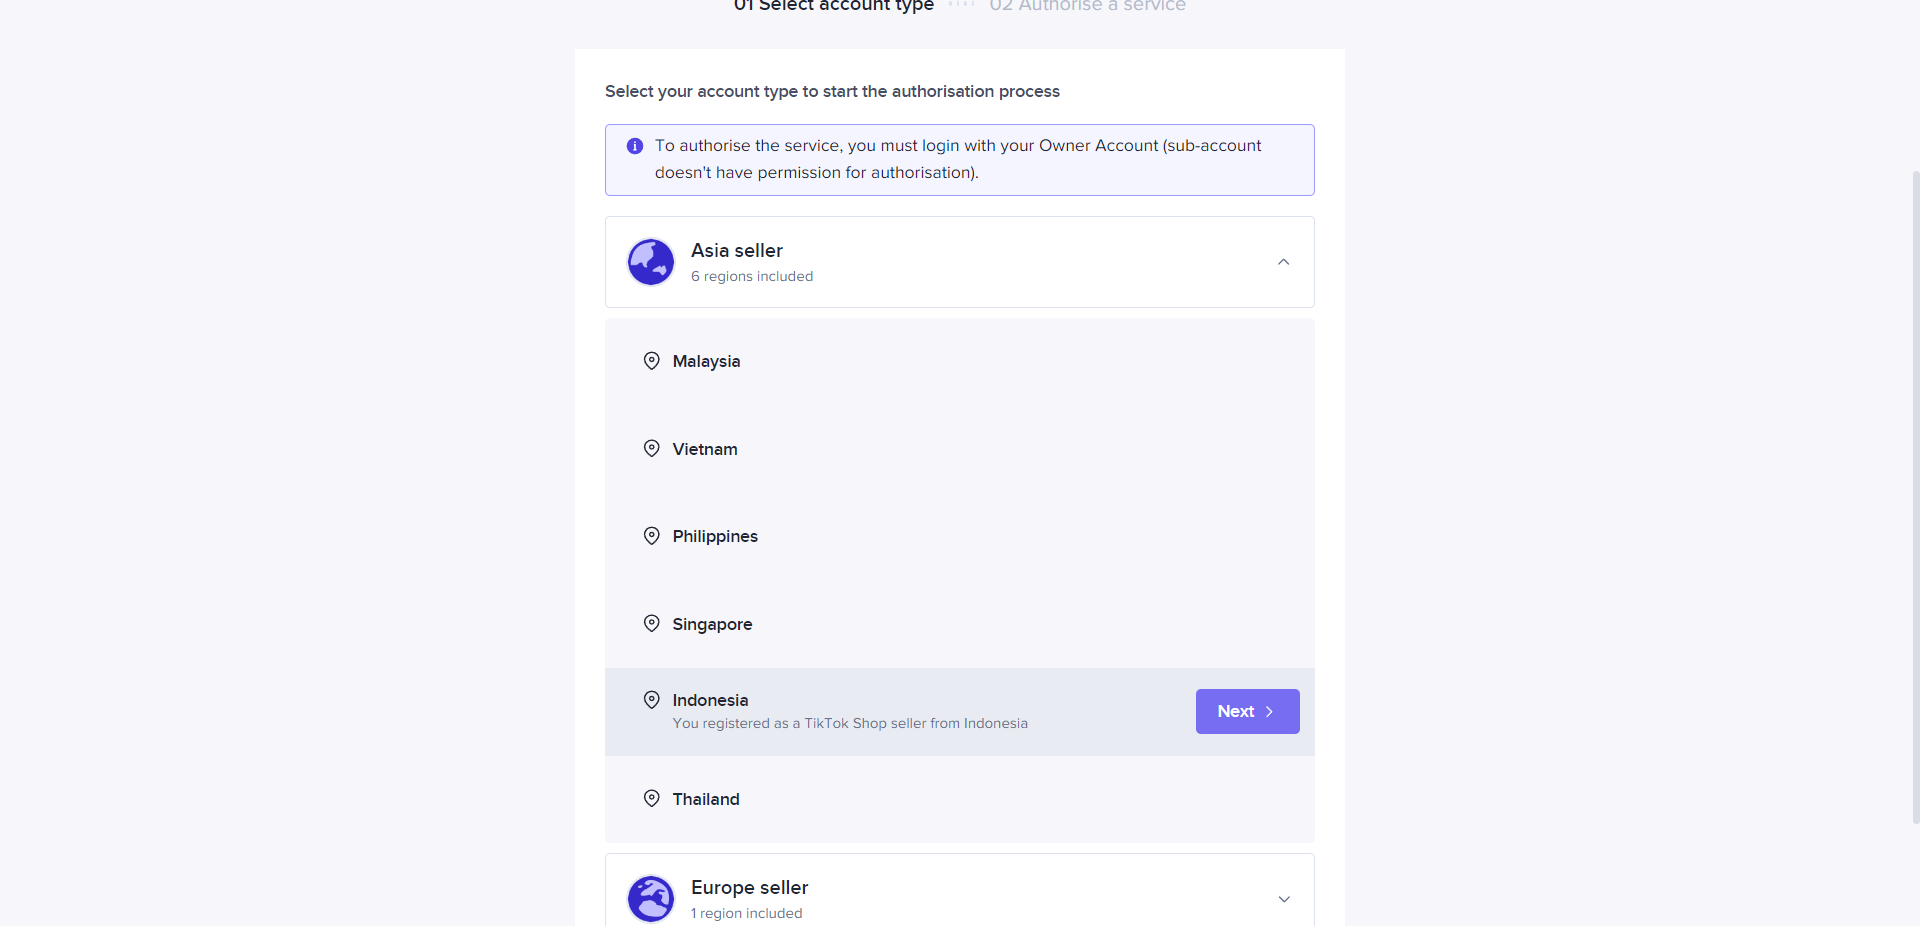 01 Select account type
02 Authorise a service
Select your account type to start the authorisation process
To authorise the service, you must login with your Owner Account (sub-account
doesn't have permission for authorisation).
Asia seller
6 regions included
Malaysia
Vietnam
Philippines
Singapore
Indonesia
You registered as a TikTok Shop seller from Indonesia
Next
Thailand
Europe seller
1 region included